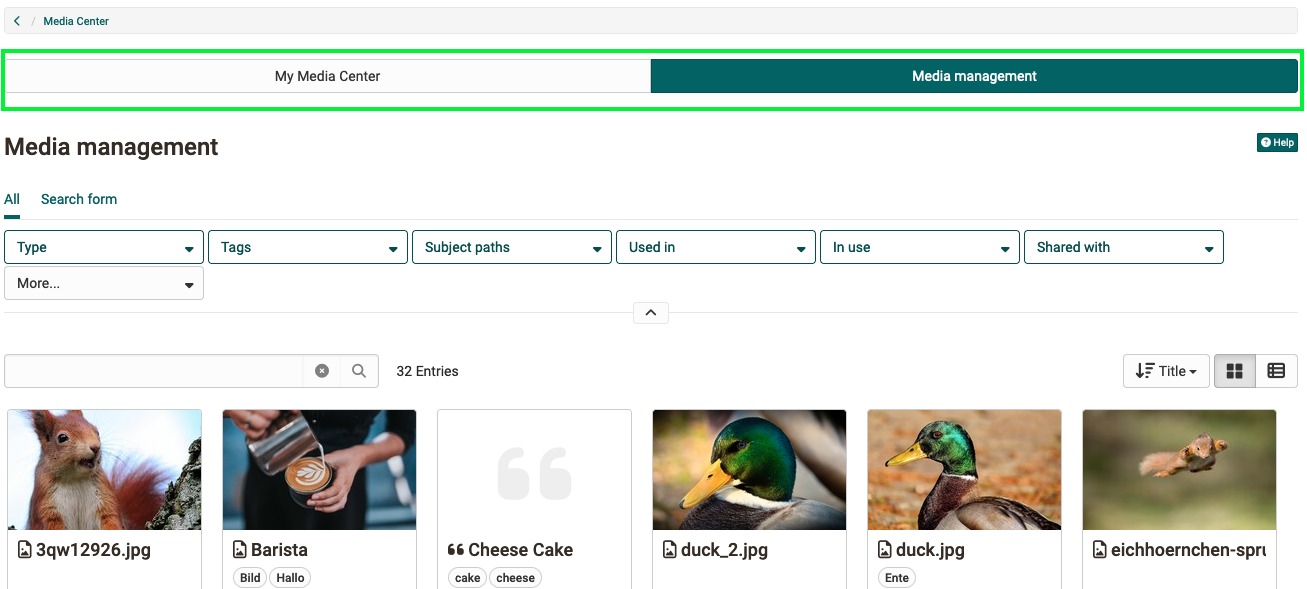 / Media Center
My Media Center Media management
Media management Help
All Search form
Type Tags Subject paths Used in In use Shared with
More...
32 Entries Title
3qw12926.jpg Barista Cheese Cake duck_2.jpg duck.jpg eichhoernchen-spru
Bild Hallo cake cheese Ente